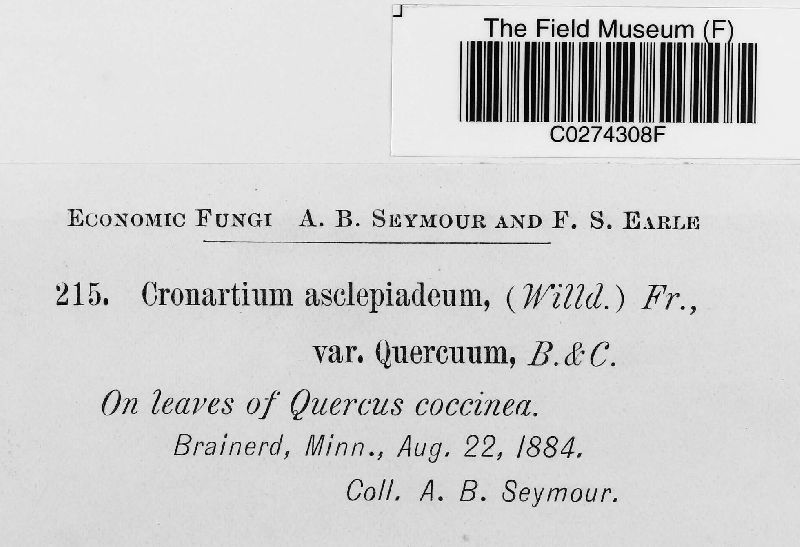 The Field Museum (F)
C0274308F
ECONOMIC FUNGI A. B. SEYMOUR AND F. S. EARLE
215. Cronartium asclepiadeum, (Willd.) Fr.,
var. Quercuum, B. & C.
On leaves of Quercus coccinea.
Brainerd, Minn., Aug. 22, 1884.
Coll. A. B. Seymour.